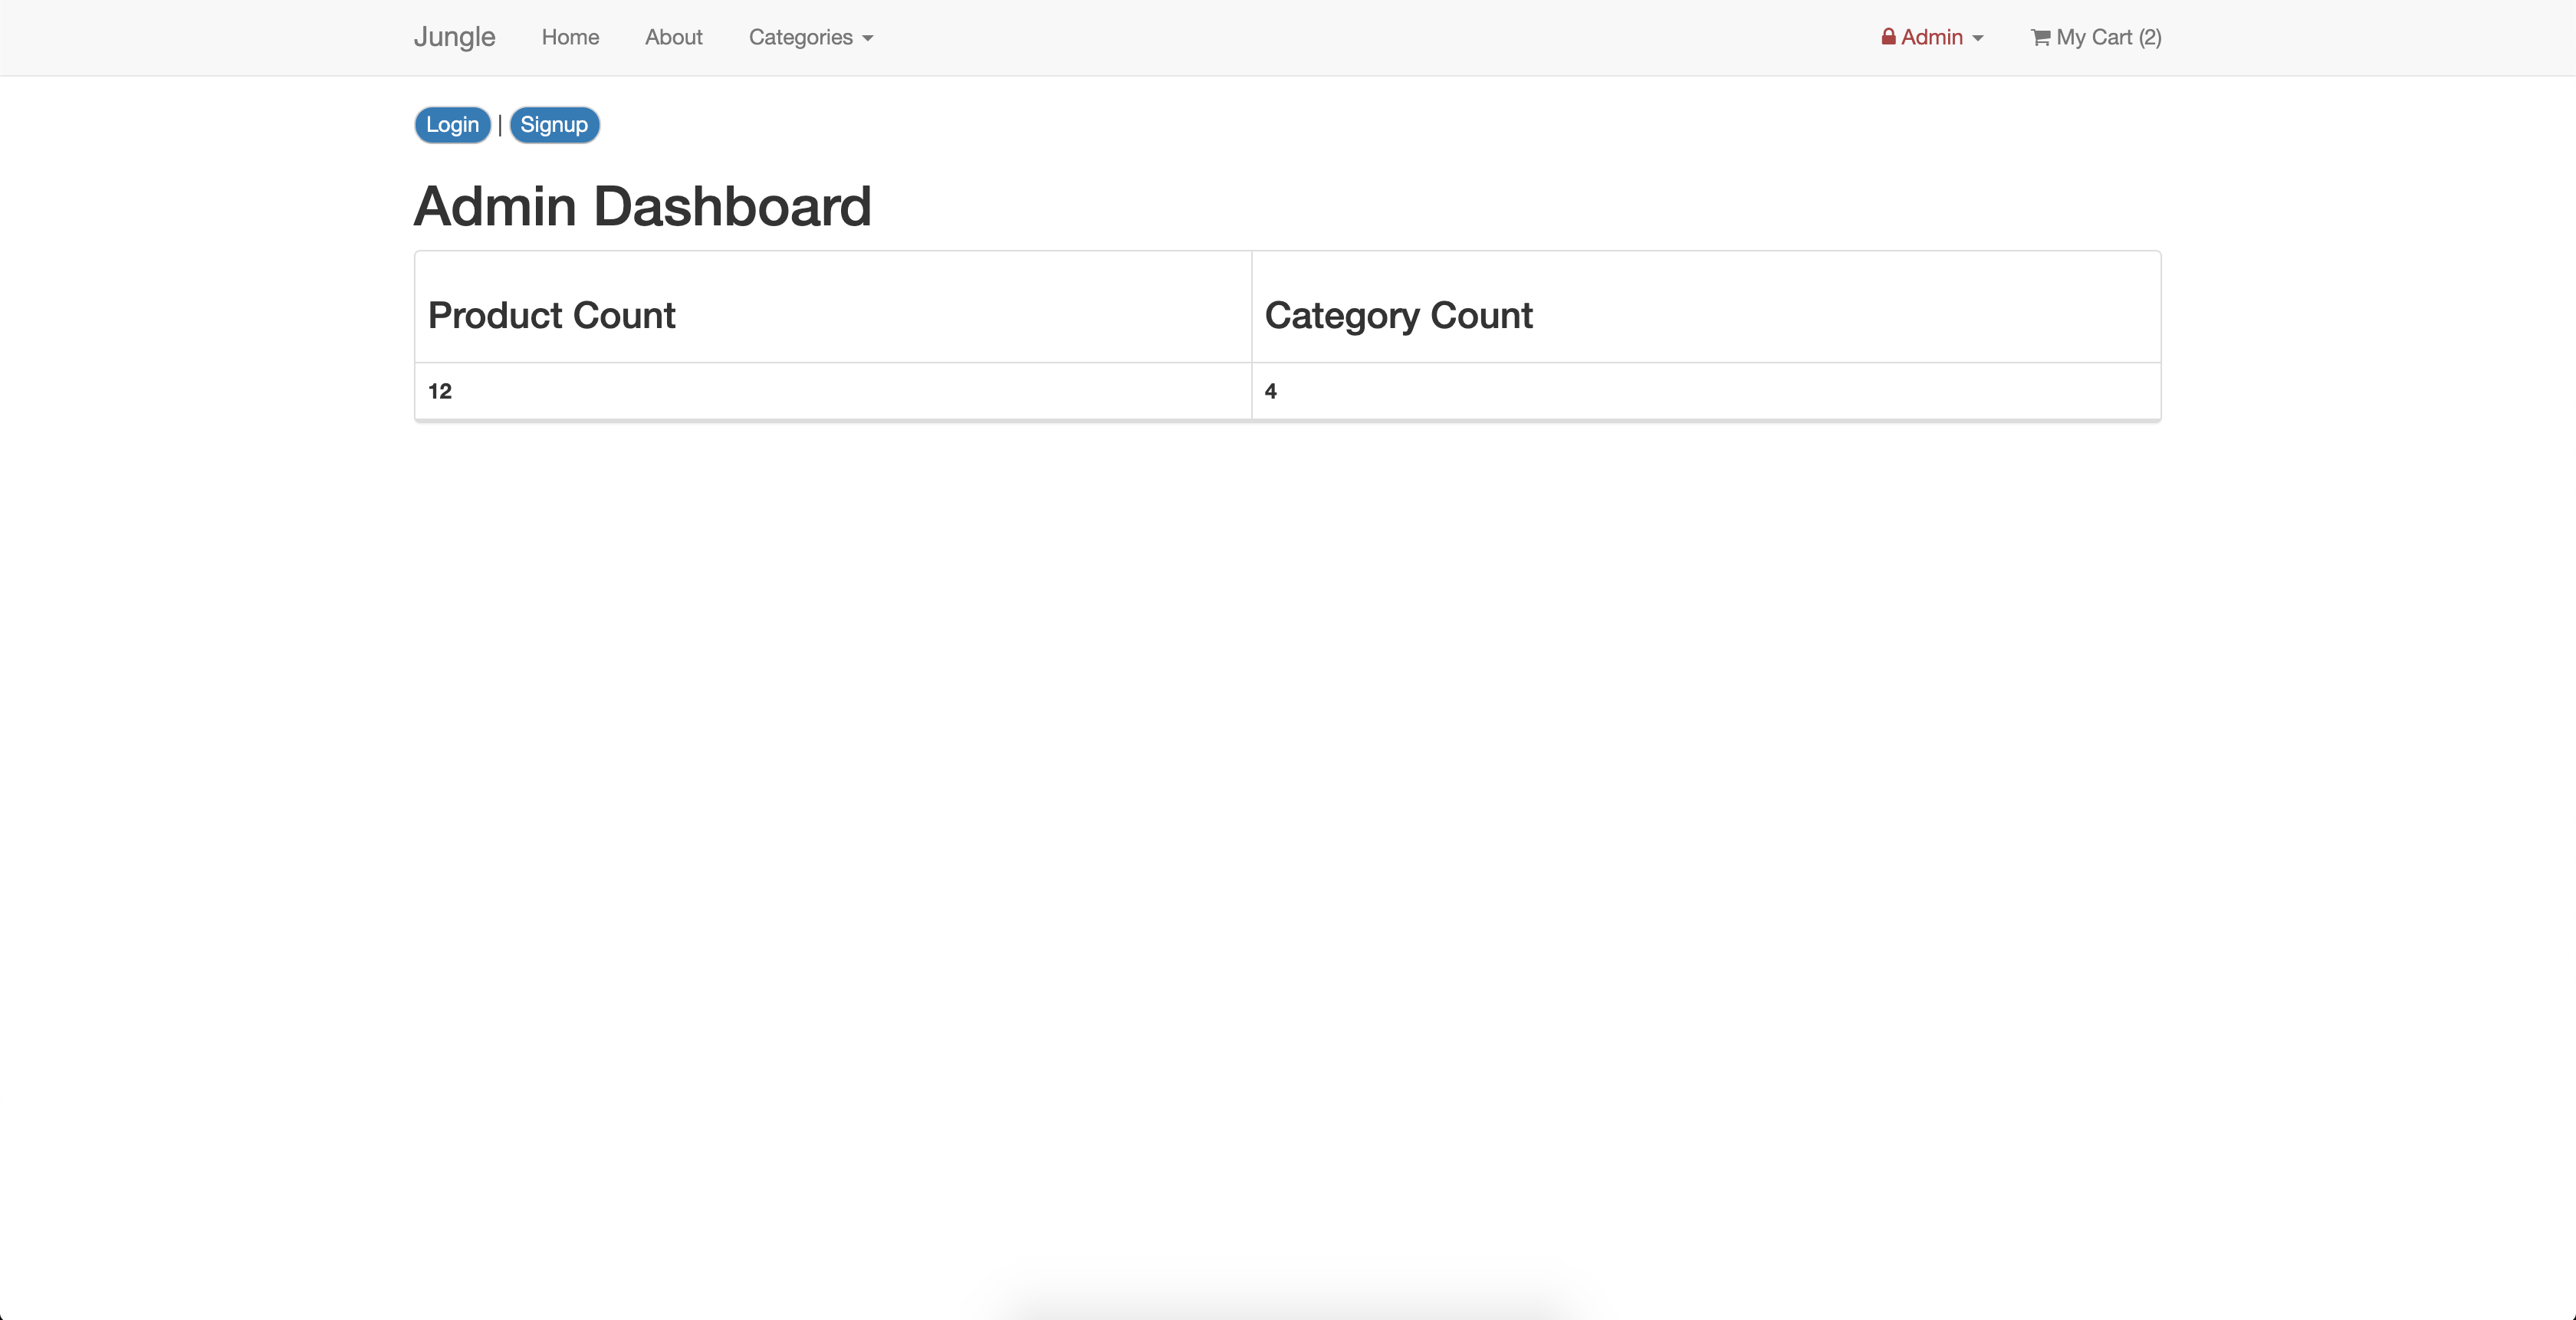 Jungle Home About Categories Admin My Cart (2)
Login | Signup
Admin Dashboard
Product Count Category Count
12 4